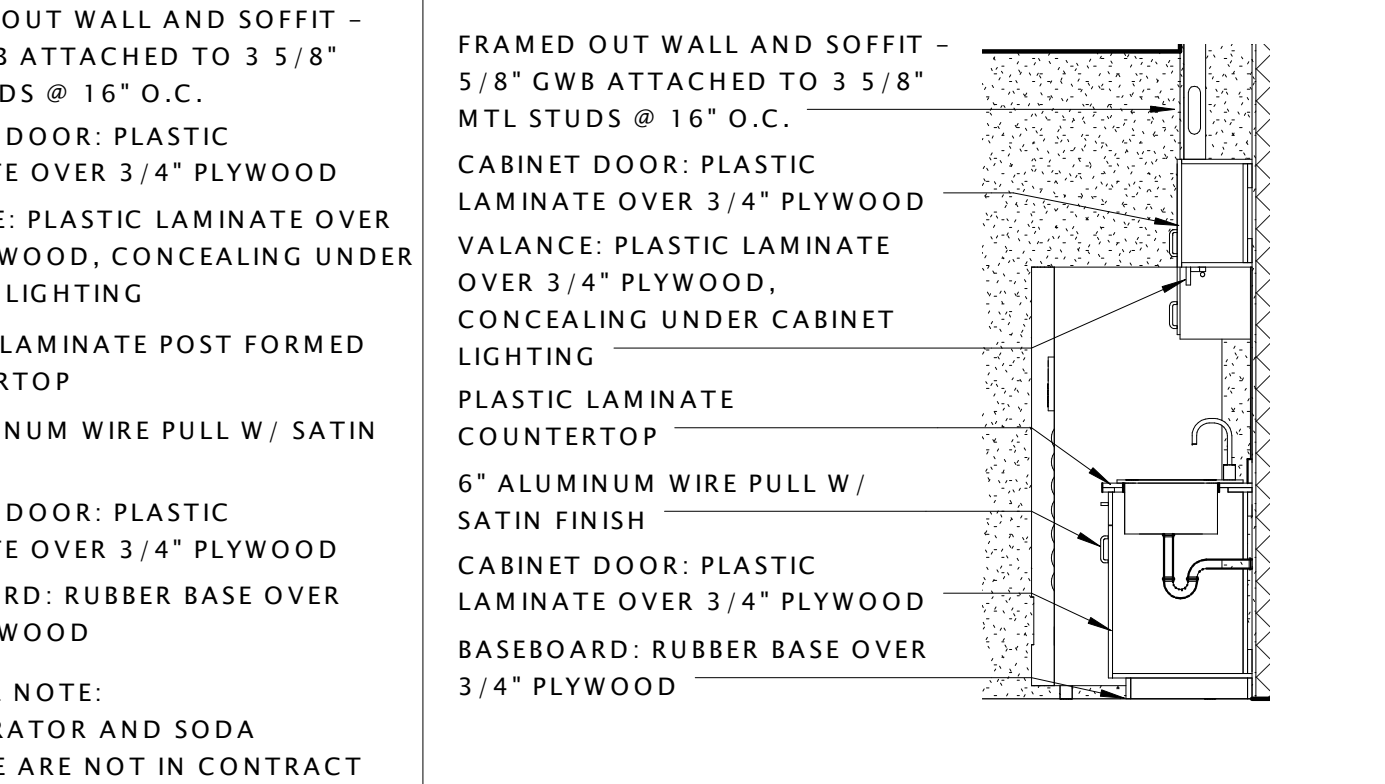 OUT WALL AND SOFFIT –
B ATTACHED TO 3 5/8"
DS @ 16" O.C.
DOOR: PLASTIC
TE OVER 3/4" PLYWOOD
E: PLASTIC LAMINATE OVER
WOOD, CONCEALING UNDER
LIGHTING
LAMINATE POST FORMED
RTOP
NUM WIRE PULL W/ SATIN
DOOR: PLASTIC
TE OVER 3/4" PLYWOOD
RD: RUBBER BASE OVER
WOOD
NOTE:
RATOR AND SODA
E ARE NOT IN CONTRACT
FRAMED OUT WALL AND SOFFIT –
5/8" GWB ATTACHED TO 3 5/8"
MTL STUDS @ 16" O.C.
CABINET DOOR: PLASTIC
LAMINATE OVER 3/4" PLYWOOD
VALANCE: PLASTIC LAMINATE
OVER 3/4" PLYWOOD,
CONCEALING UNDER CABINET
LIGHTING
PLASTIC LAMINATE
COUNTERTOP
6" ALUMINUM WIRE PULL W/
SATIN FINISH
CABINET DOOR: PLASTIC
LAMINATE OVER 3/4" PLYWOOD
BASEBOARD: RUBBER BASE OVER
3/4" PLYWOOD